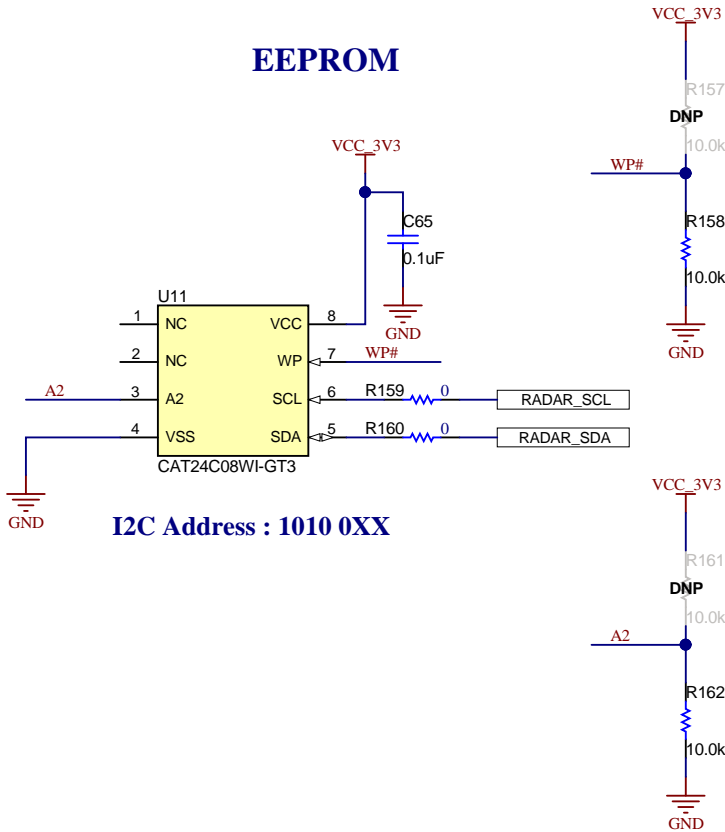 EEPROM
VCC_3V3
C65
0.1uF
GND
U11
1 NC VCC 8
2 NC WP 7 WP#
A2 3 A2 SCL 6 R159 0 RADAR_SCL
4 VSS SDA 5 R160 0 RADAR_SDA
CAT24C08WI-GT3
GND
I2C Address : 1010 0XX
VCC_3V3
R157
DNP
10.0k
WP#
R158
10.0k
GND
VCC_3V3
R161
DNP
10.0k
A2
R162
10.0k
GND